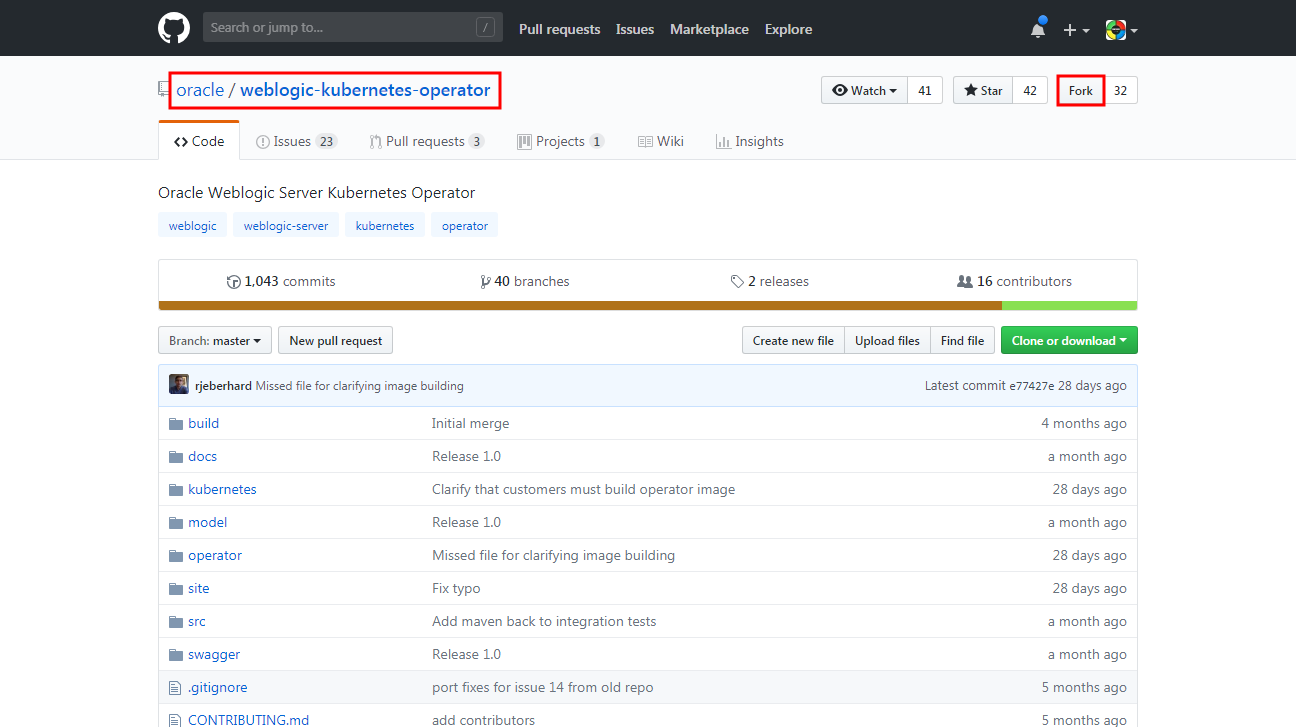 Search or jump to... /
Pull requests Issues Marketplace Explore
oracle / weblogic-kubernetes-operator
Watch 41 Star 42 Fork 32
Code Issues 23 Pull requests 3 Projects 1 Wiki Insights
Oracle Weblogic Server Kubernetes Operator
weblogic weblogic-server kubernetes operator
1,043 commits 40 branches 2 releases 16 contributors
Branch: master New pull request Create new file Upload files Find file Clone or download
rjeberhard Missed file for clarifying image building Latest commit e77427e 28 days ago
build Initial merge 4 months ago
docs Release 1.0 a month ago
kubernetes Clarify that customers must build operator image 28 days ago
model Release 1.0 a month ago
operator Missed file for clarifying image building 28 days ago
site Fix typo 28 days ago
src Add maven back to integration tests a month ago
swagger Release 1.0 a month ago
.gitignore port fixes for issue 14 from old repo 5 months ago
CONTRIBUTING.md add contributors 5 months ago